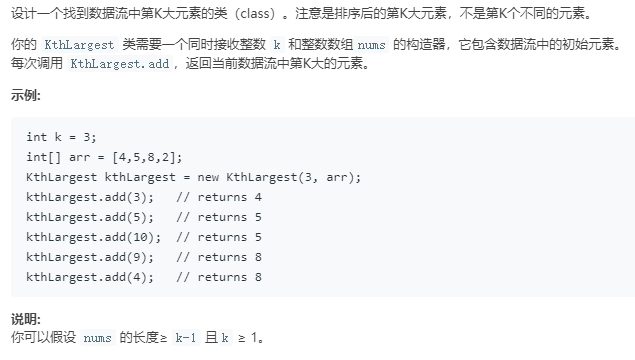 设计一个找到数据流中第K大元素的类（class）。注意是排序后的第K大元素，不是第K个不同的元素。
你的 KthLargest 类需要一个同时接收整数 k 和整数数组nums 的构造器，它包含数据流中的初始元素。
每次调用 KthLargest.add，返回当前数据流中第K大的元素。
示例:
int k = 3;
int[] arr = [4,5,8,2];
KthLargest kthLargest = new KthLargest(3, arr);
kthLargest.add(3);   // returns 4
kthLargest.add(5);   // returns 5
kthLargest.add(10);  // returns 5
kthLargest.add(9);   // returns 8
kthLargest.add(4);   // returns 8
说明:
你可以假设 nums 的长度≥ k-1 且k ≥ 1。